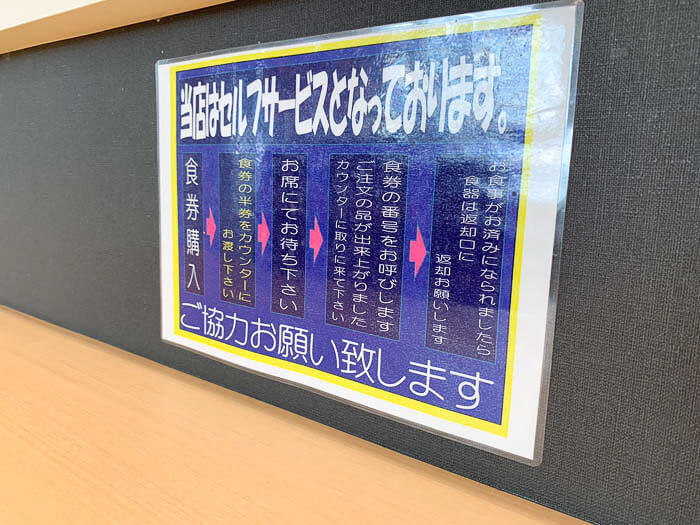 当店はセルフサービスとなっております。
食券購入
食券の半券をカウンターに
お渡し下さい
お席にてお待ち下さい
食券の番号をお呼びします
ご注文の品が出来上がりました
カウンターに取りに来て下さい
お食事がお済みになられましたら
食器は返却口に
返却お願いします
ご協力お願い致します